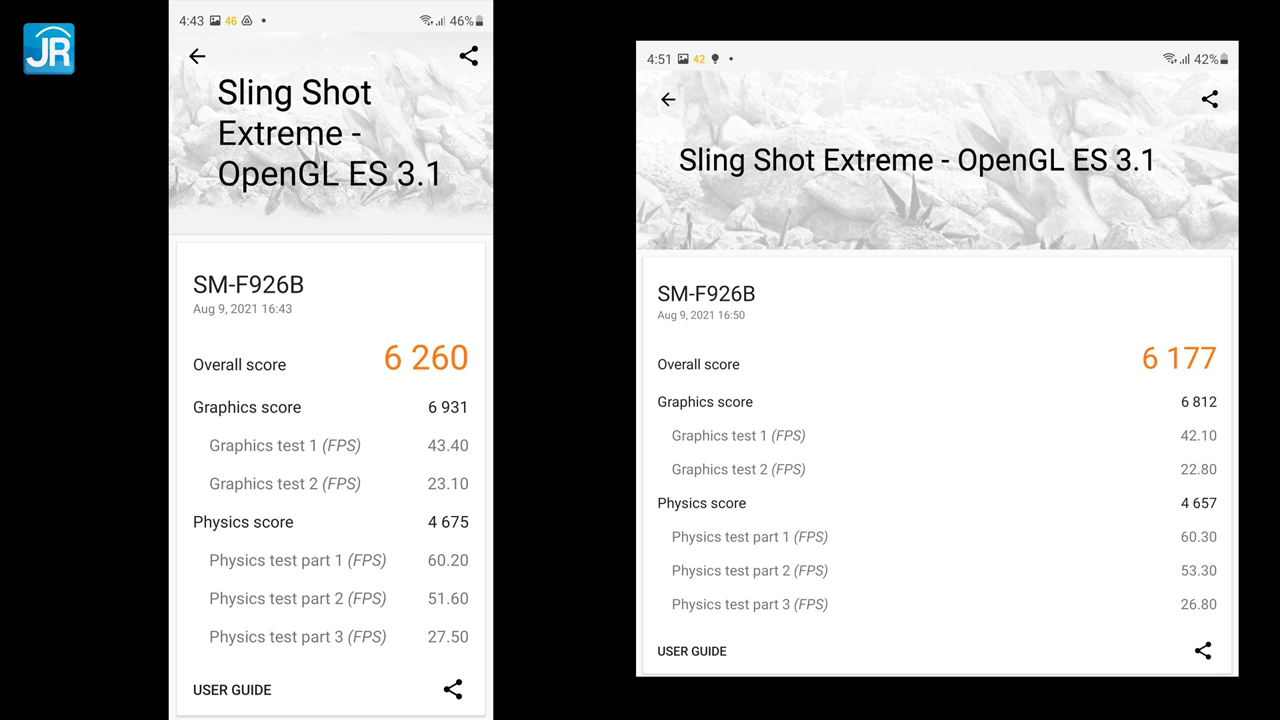 JR
4:43 46 • 46%
Sling Shot
Extreme -
OpenGL ES 3.1
SM-F926B
Aug 9, 2021 16:43
Overall score 6 260
Graphics score 6 931
Graphics test 1 (FPS) 43.40
Graphics test 2 (FPS) 23.10
Physics score 4 675
Physics test part 1 (FPS) 60.20
Physics test part 2 (FPS) 51.60
Physics test part 3 (FPS) 27.50
USER GUIDE
4:51 42 • 42%
Sling Shot Extreme - OpenGL ES 3.1
SM-F926B
Aug 9, 2021 16:50
Overall score 6 177
Graphics score 6 812
Graphics test 1 (FPS) 42.10
Graphics test 2 (FPS) 22.80
Physics score 4 657
Physics test part 1 (FPS) 60.30
Physics test part 2 (FPS) 53.30
Physics test part 3 (FPS) 26.80
USER GUIDE